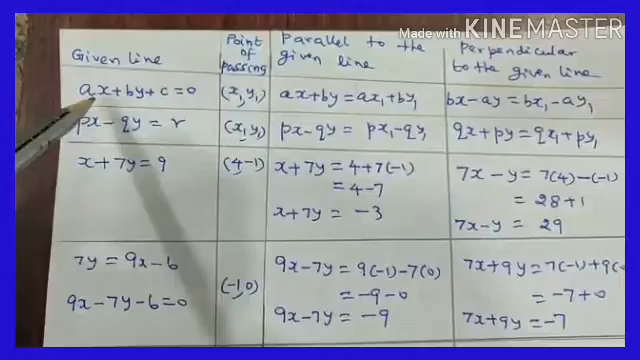 Made with KINEMASTER
Given line
Point of passing
Parallel to the given line
Perpendicular to the given line
ax+by+c=0
(x,y,)
ax+by=ax₁+by₁
bx-ay=bx₁-ay₁
px-qy=r
(x,y,)
px-qy=px₁-qy₁
qx+py=qx₁+py₁
x+7y=9
(4,-1)
x+7y=4+7(-1)
=4-7
x+7y=-3
7x-y=7(4)-(-1)
=28+1
7x-y=29
7y=9x-6
9x-7y-6=0
(-1,0)
9x-7y=9(-1)-7(0)
=-9-0
9x-7y=-9
7x+9y=7(-1)+9(0
=-7+0
7x+9y=-7